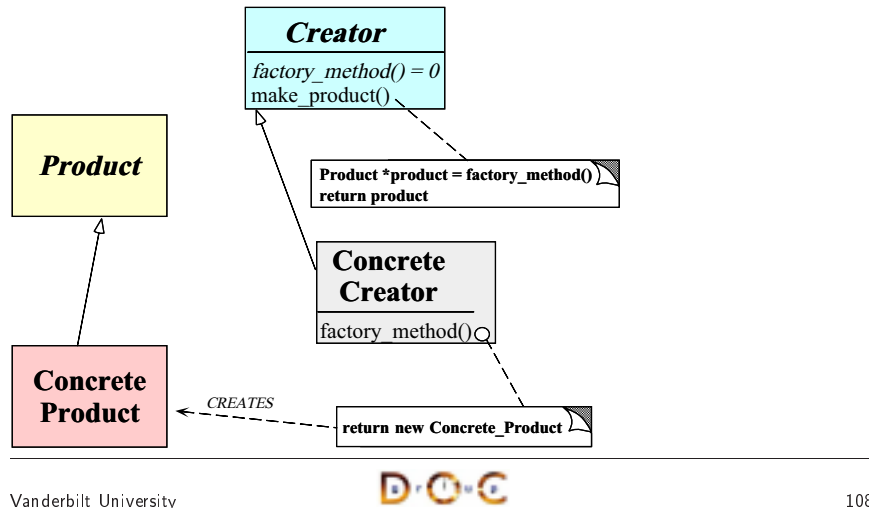 Creator
factory_method() = 0
make_product()
Product
Product *product = factory_method()
return product
Concrete
Creator
factory_method()
Concrete
Product
CREATES
return new Concrete_Product
Vanderbilt University
D O C
108